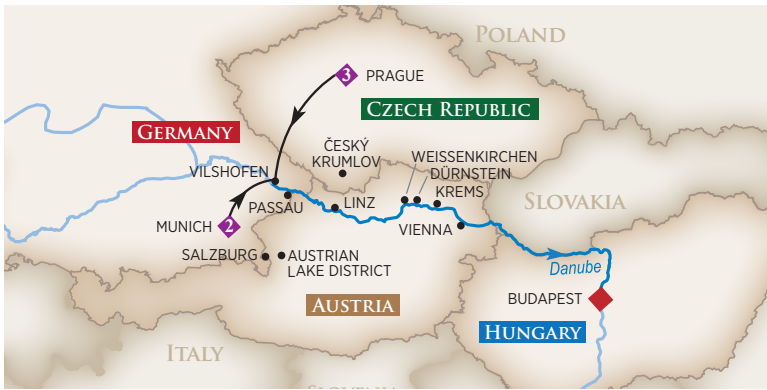 POLAND
3
PRAGUE
CZECH REPUBLIC
GERMANY
ČESKÝ
KRUMLOV
WEISSENKIRCHEN
DÜRNSTEIN
VILSHOFEN
KREMS
SLOVAKIA
PASSAU
LINZ
MUNICH
2
VIENNA
SALZBURG
AUSTRIAN
LAKE DISTRICT
Danube
BUDAPEST
AUSTRIA
HUNGARY
ITALY
SLOVENIA